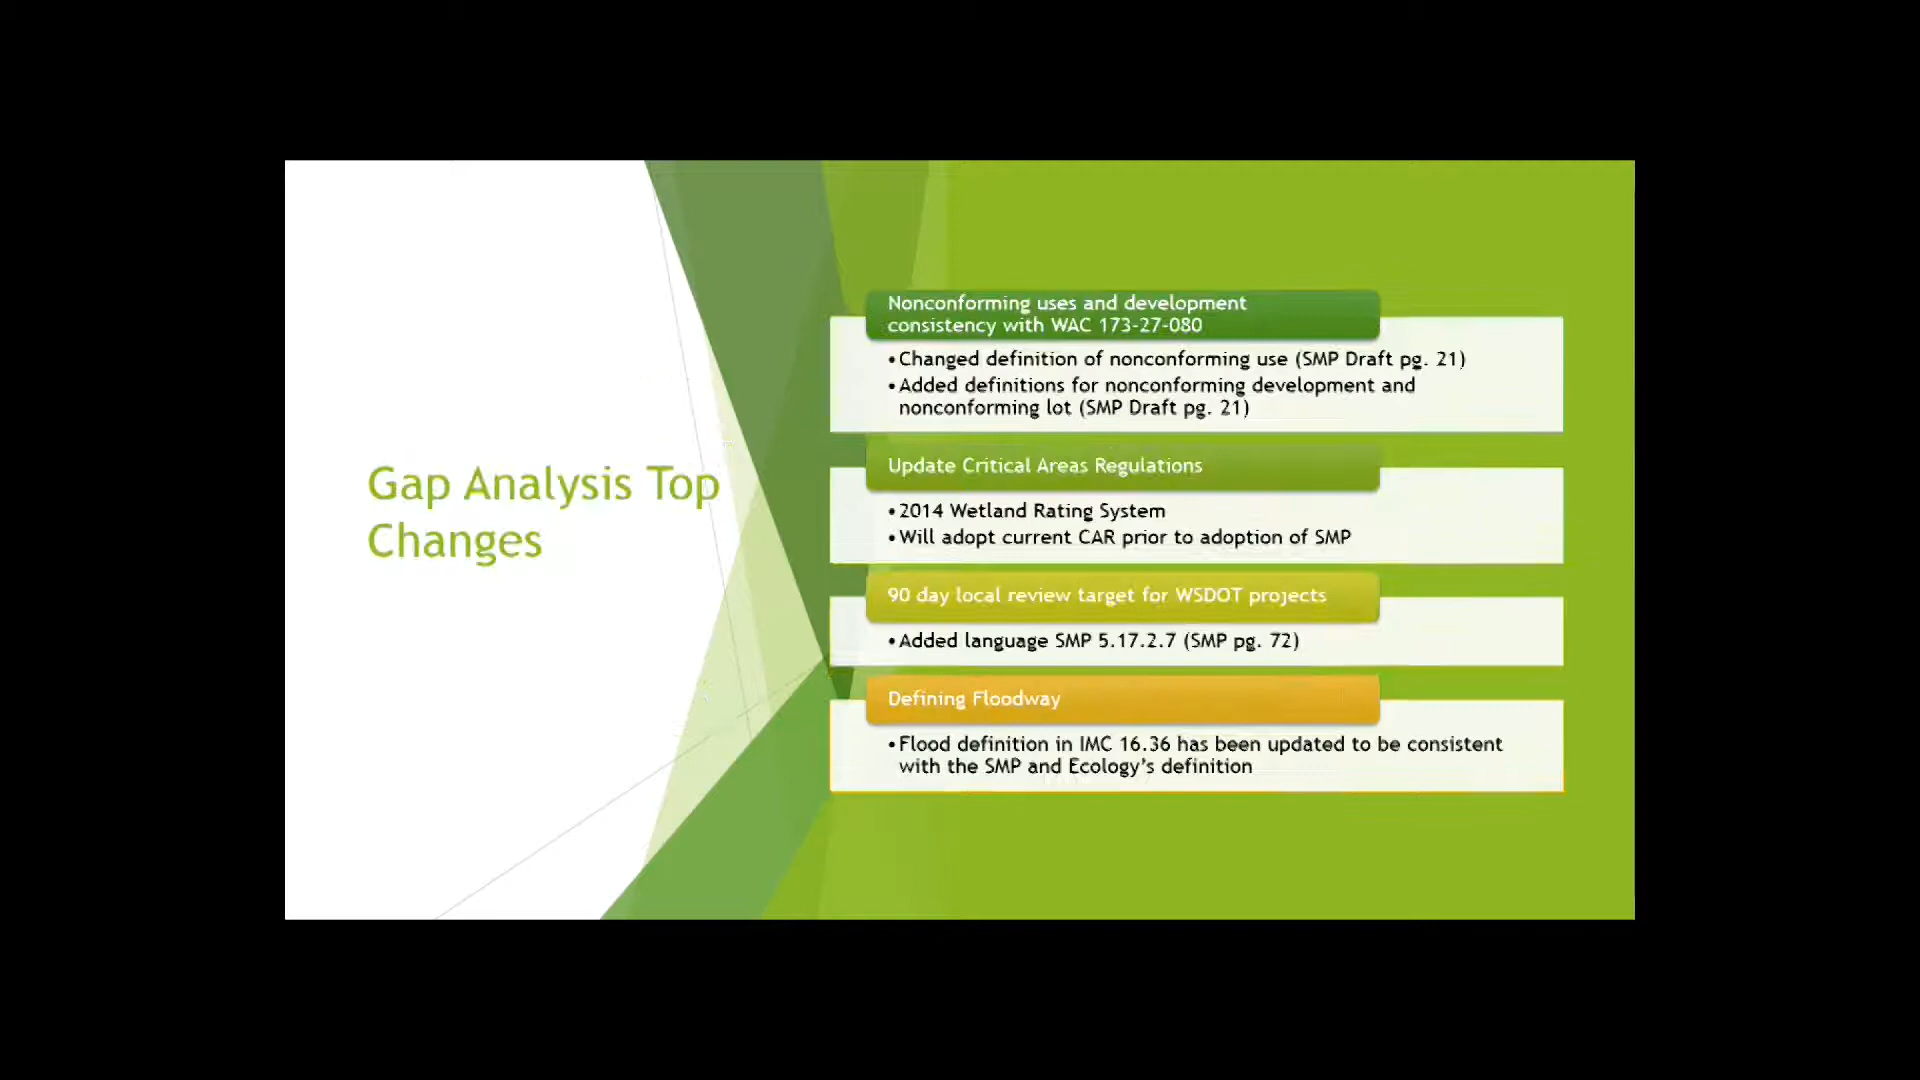 Gap Analysis Top
Changes
Nonconforming uses and development
consistency with WAC 173-27-080
•Changed definition of nonconforming use (SMP Draft pg. 21)
•Added definitions for nonconforming development and
nonconforming lot (SMP Draft pg. 21)
Update Critical Areas Regulations
•2014 Wetland Rating System
•Will adopt current CAR prior to adoption of SMP
90 day local review target for WSDOT projects
•Added language SMP 5.17.2.7 (SMP pg. 72)
Defining Floodway
•Flood definition in IMC 16.36 has been updated to be consistent
with the SMP and Ecology’s definition